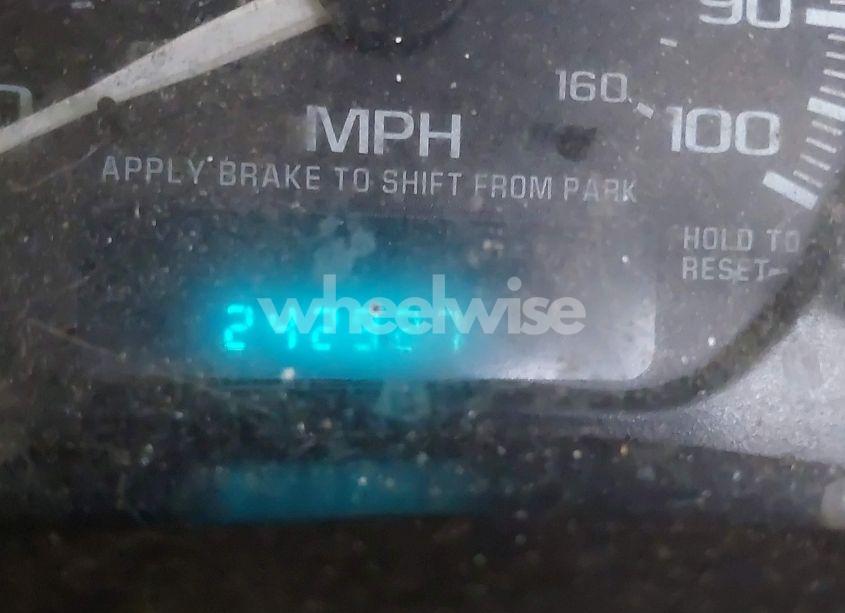 90
160
100
MPH
APPLY BRAKE TO SHIFT FROM PARK
HOLD TO
RESET
wheelwise